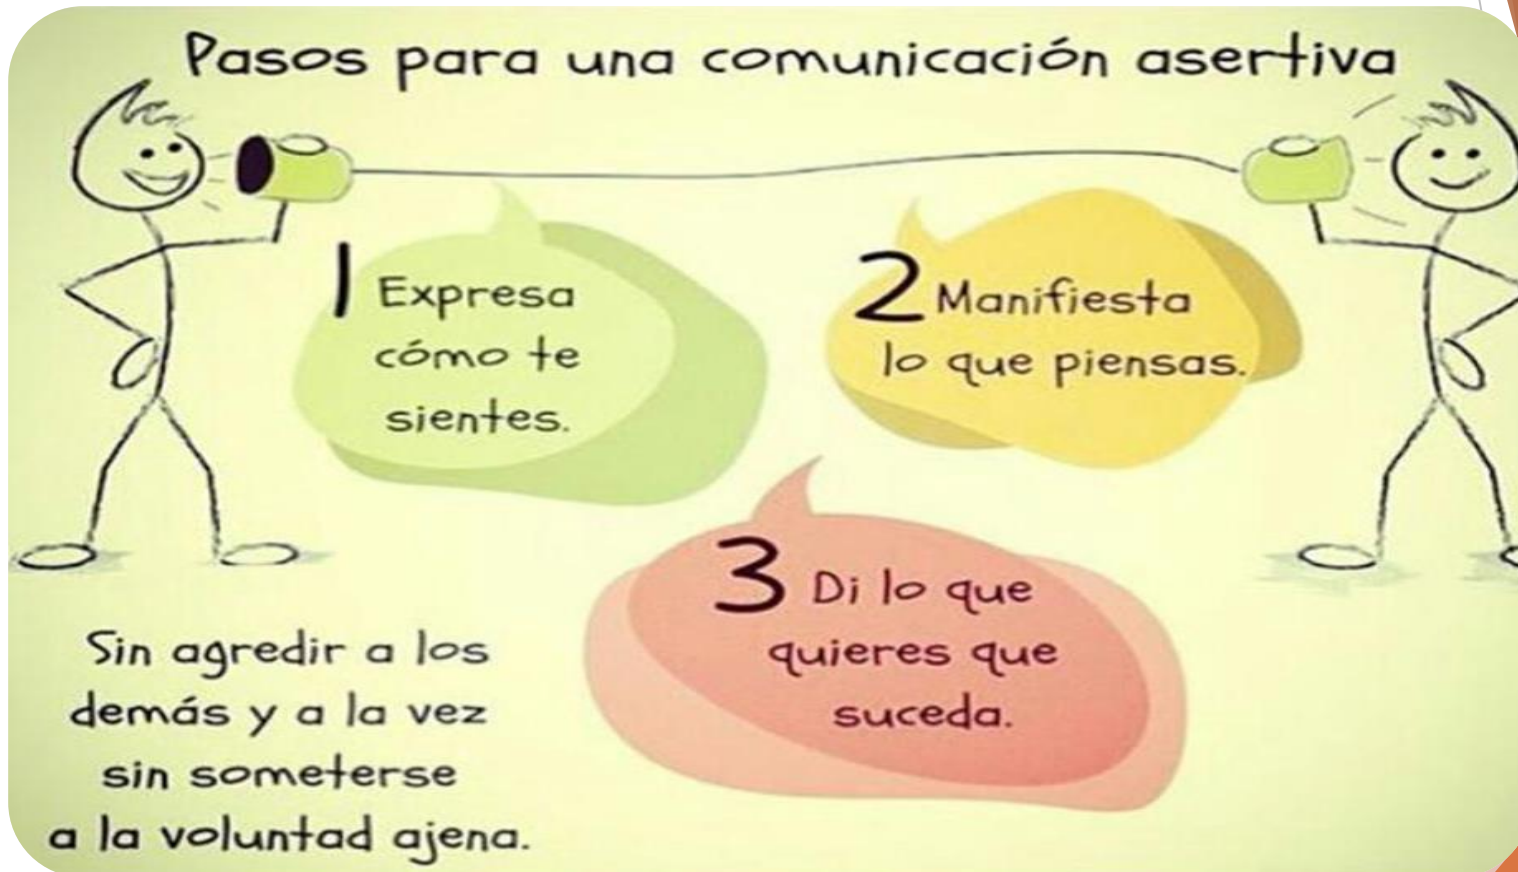 Pasos para una comunicación asertiva
1 Expresa
cómo te
sientes.
2 Manifiesta
lo que piensas.
3 Di lo que
quieres que
suceda.
Sin agredir a los
demás y a la vez
sin someterse
a la voluntad ajena.